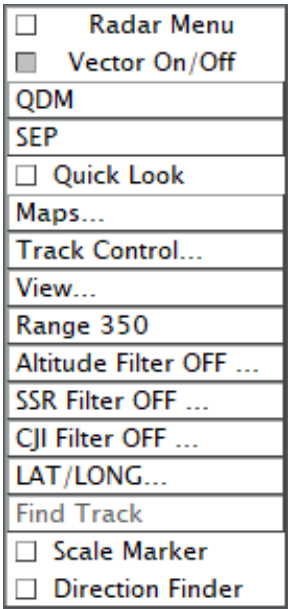 Radar Menu
Vector On/Off
QDM
SEP
Quick Look
Maps...
Track Control...
View...
Range 350
Altitude Filter OFF ...
SSR Filter OFF ...
CJI Filter OFF ...
LAT/LONG...
Find Track
Scale Marker
Direction Finder